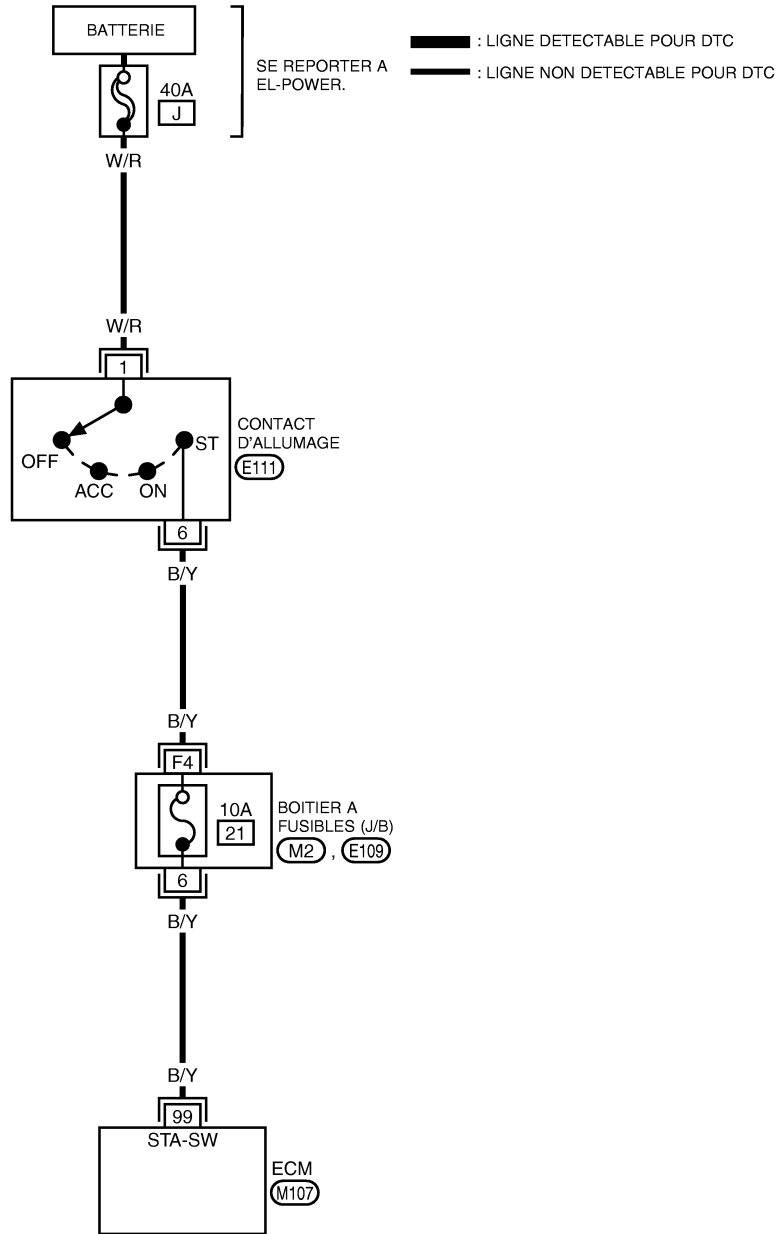 BATTERIE
40A
J
SE REPORTER A
EL-POWER.
: LIGNE DETECTABLE POUR DTC
: LIGNE NON DETECTABLE POUR DTC
W/R
W/R
1
OFF
ACC
ON
ST
CONTACT
D'ALLUMAGE
E111
6
B/Y
B/Y
F4
10A
21
BOITIER A
FUSIBLES (J/B)
M2 , E109
6
B/Y
B/Y
99
STA-SW
ECM
M107